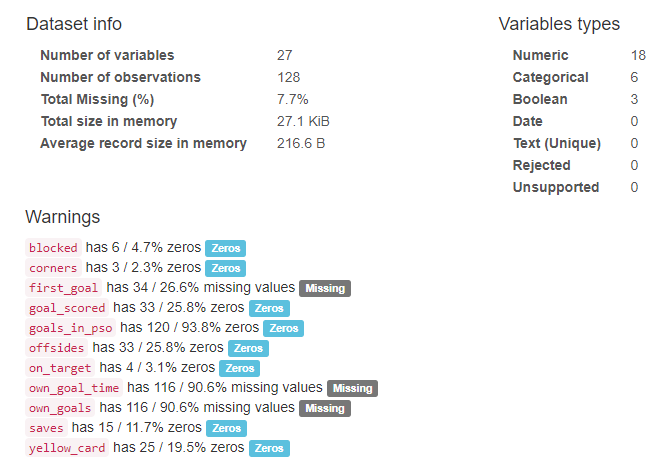 Dataset info
Number of variables 27
Number of observations 128
Total Missing (%) 7.7%
Total size in memory 27.1 KiB
Average record size in memory 216.6 B
Variables types
Numeric 18
Categorical 6
Boolean 3
Date 0
Text (Unique) 0
Rejected 0
Unsupported 0
Warnings
blocked has 6 / 4.7% zeros Zeros
corners has 3 / 2.3% zeros Zeros
first_goal has 34 / 26.6% missing values Missing
goal_scored has 33 / 25.8% zeros Zeros
goals_in_pso has 120 / 93.8% zeros Zeros
offsides has 33 / 25.8% zeros Zeros
on_target has 4 / 3.1% zeros Zeros
own_goal_time has 116 / 90.6% missing values Missing
own_goals has 116 / 90.6% missing values Missing
saves has 15 / 11.7% zeros Zeros
yellow_card has 25 / 19.5% zeros Zeros